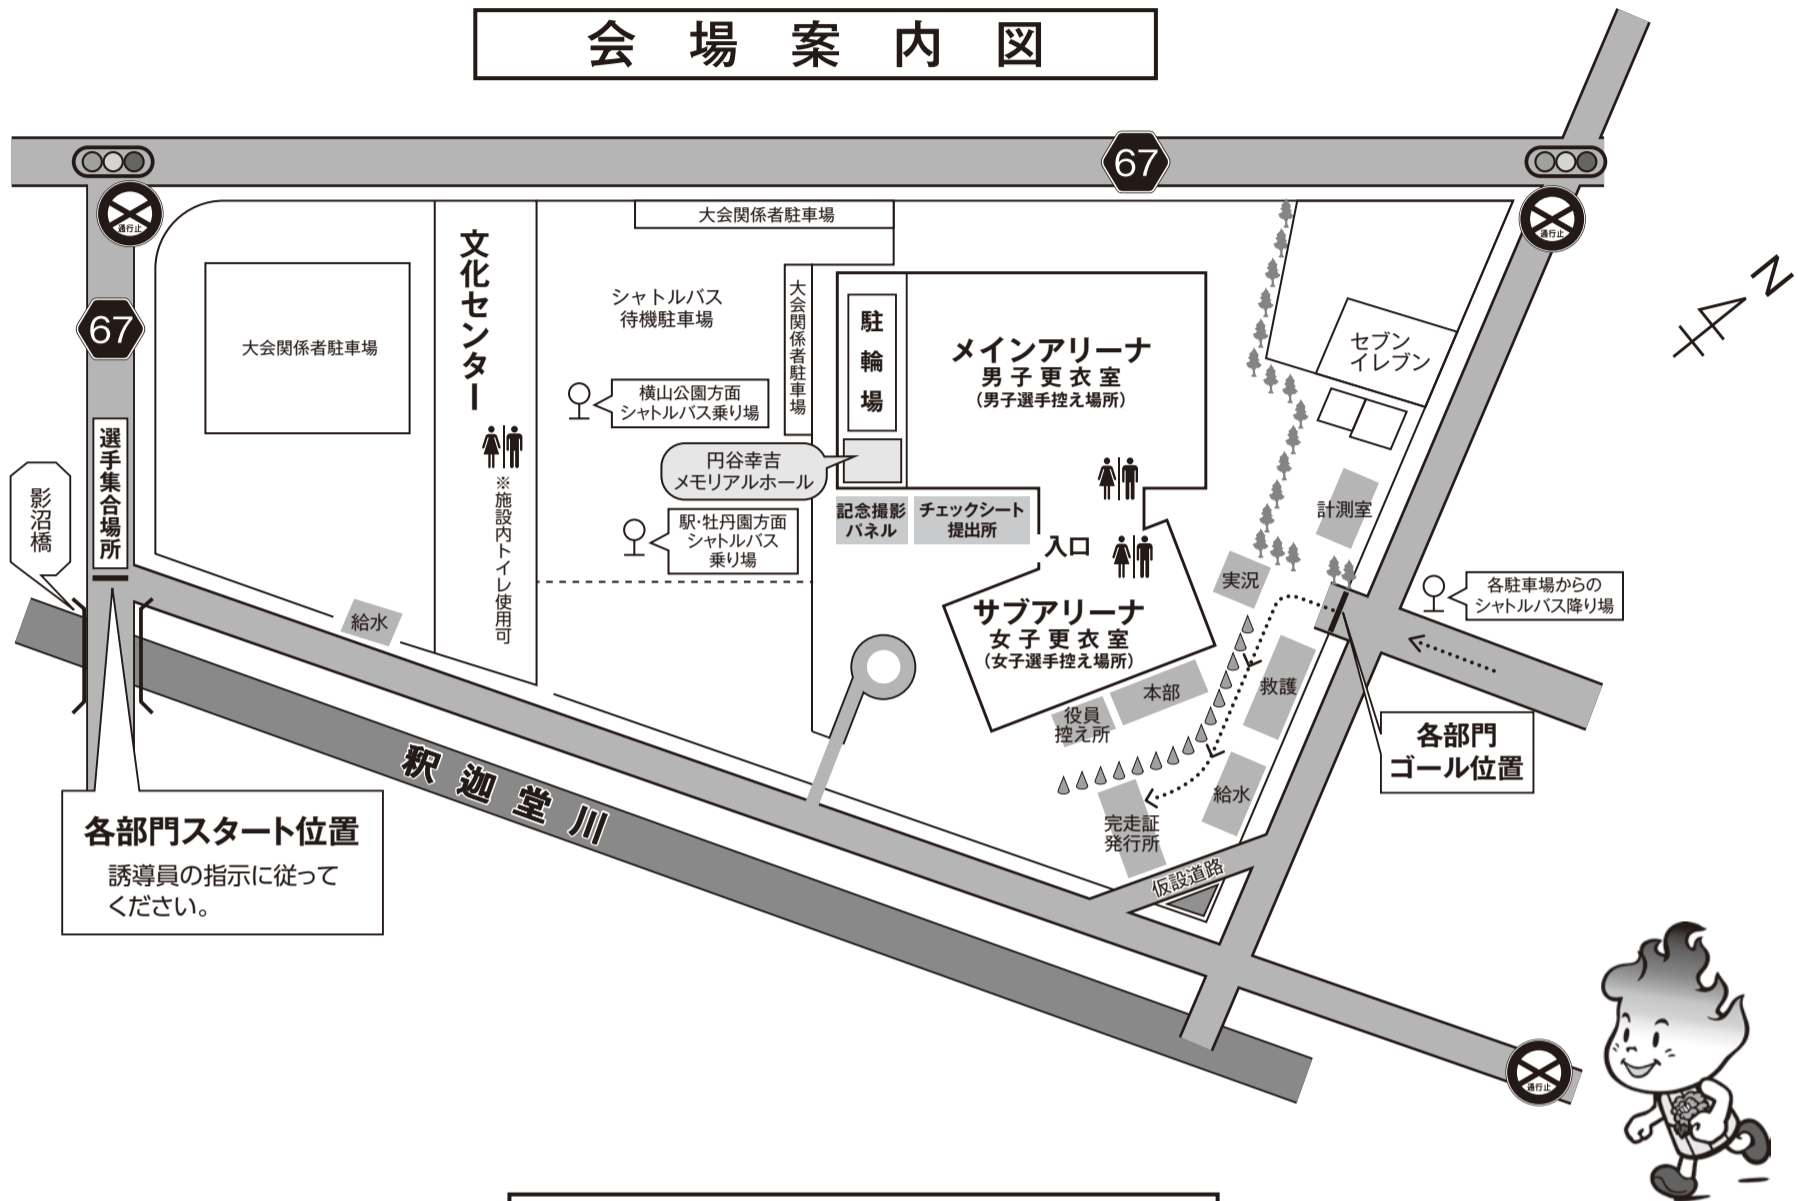 会場案内図
67
通行止
通行止
N
大会関係者駐車場
文化センター
シャトルバス
待機駐車場
大会関係者駐車場
駐輪場
メインアリーナ
男子更衣室
(男子選手控え場所)
セブン
イレブン
67
大会関係者駐車場
横山公園方面
シャトルバス乗り場
円谷幸吉
メモリアルホール
選手集合場所
影沼橋
※施設内トイレ使用可
記念撮影
パネル
チェックシート
提出所
駅・牡丹園方面
シャトルバス
乗り場
入口
計測室
実況
各駐車場からの
シャトルバス降り場
給水
サブアリーナ
女子更衣室
(女子選手控え場所)
救護
本部
役員
控え所
各部門
ゴール位置
釈迦堂川
給水
完走証
発行所
仮設道路
各部門スタート位置
誘導員の指示に従って
ください。
通行止